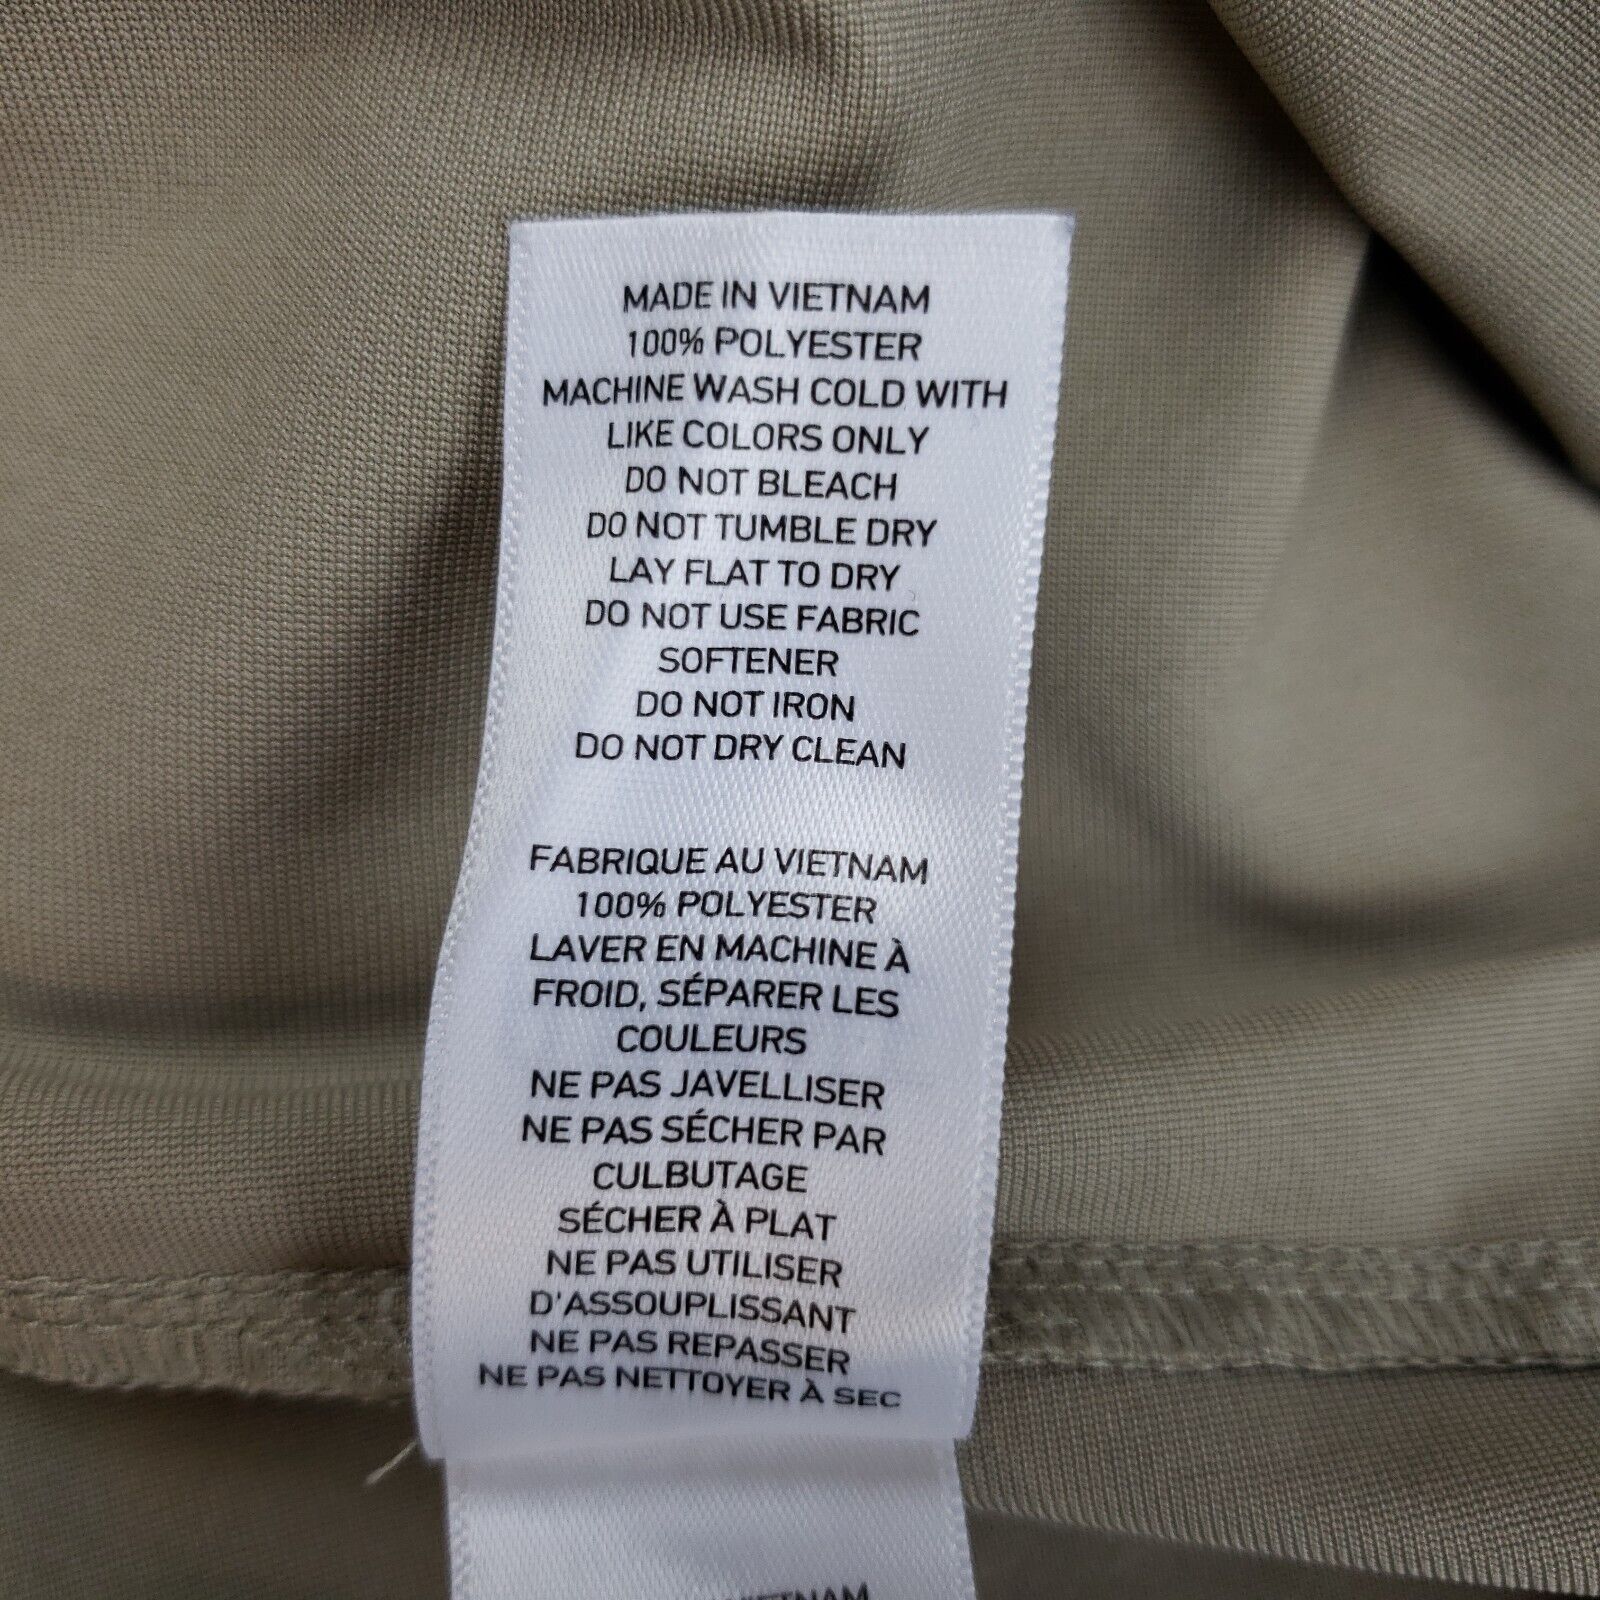 MADE IN VIETNAM
100% POLYESTER
MACHINE WASH COLD WITH
LIKE COLORS ONLY
DO NOT BLEACH
DO NOT TUMBLE DRY
LAY FLAT TO DRY
DO NOT USE FABRIC
SOFTENER
DO NOT IRON
DO NOT DRY CLEAN
FABRIQUE AU VIETNAM
100% POLYESTER
LAVER EN MACHINE À
FROID, SÉPARER LES
COULEURS
NE PAS JAVELLISER
NE PAS SÉCHER PAR
CULBUTAGE
SÉCHER À PLAT
NE PAS UTILISER
D'ASSOUPLISSANT
NE PAS REPASSER
NE PAS NETTOYER À SEC
VIETNAM